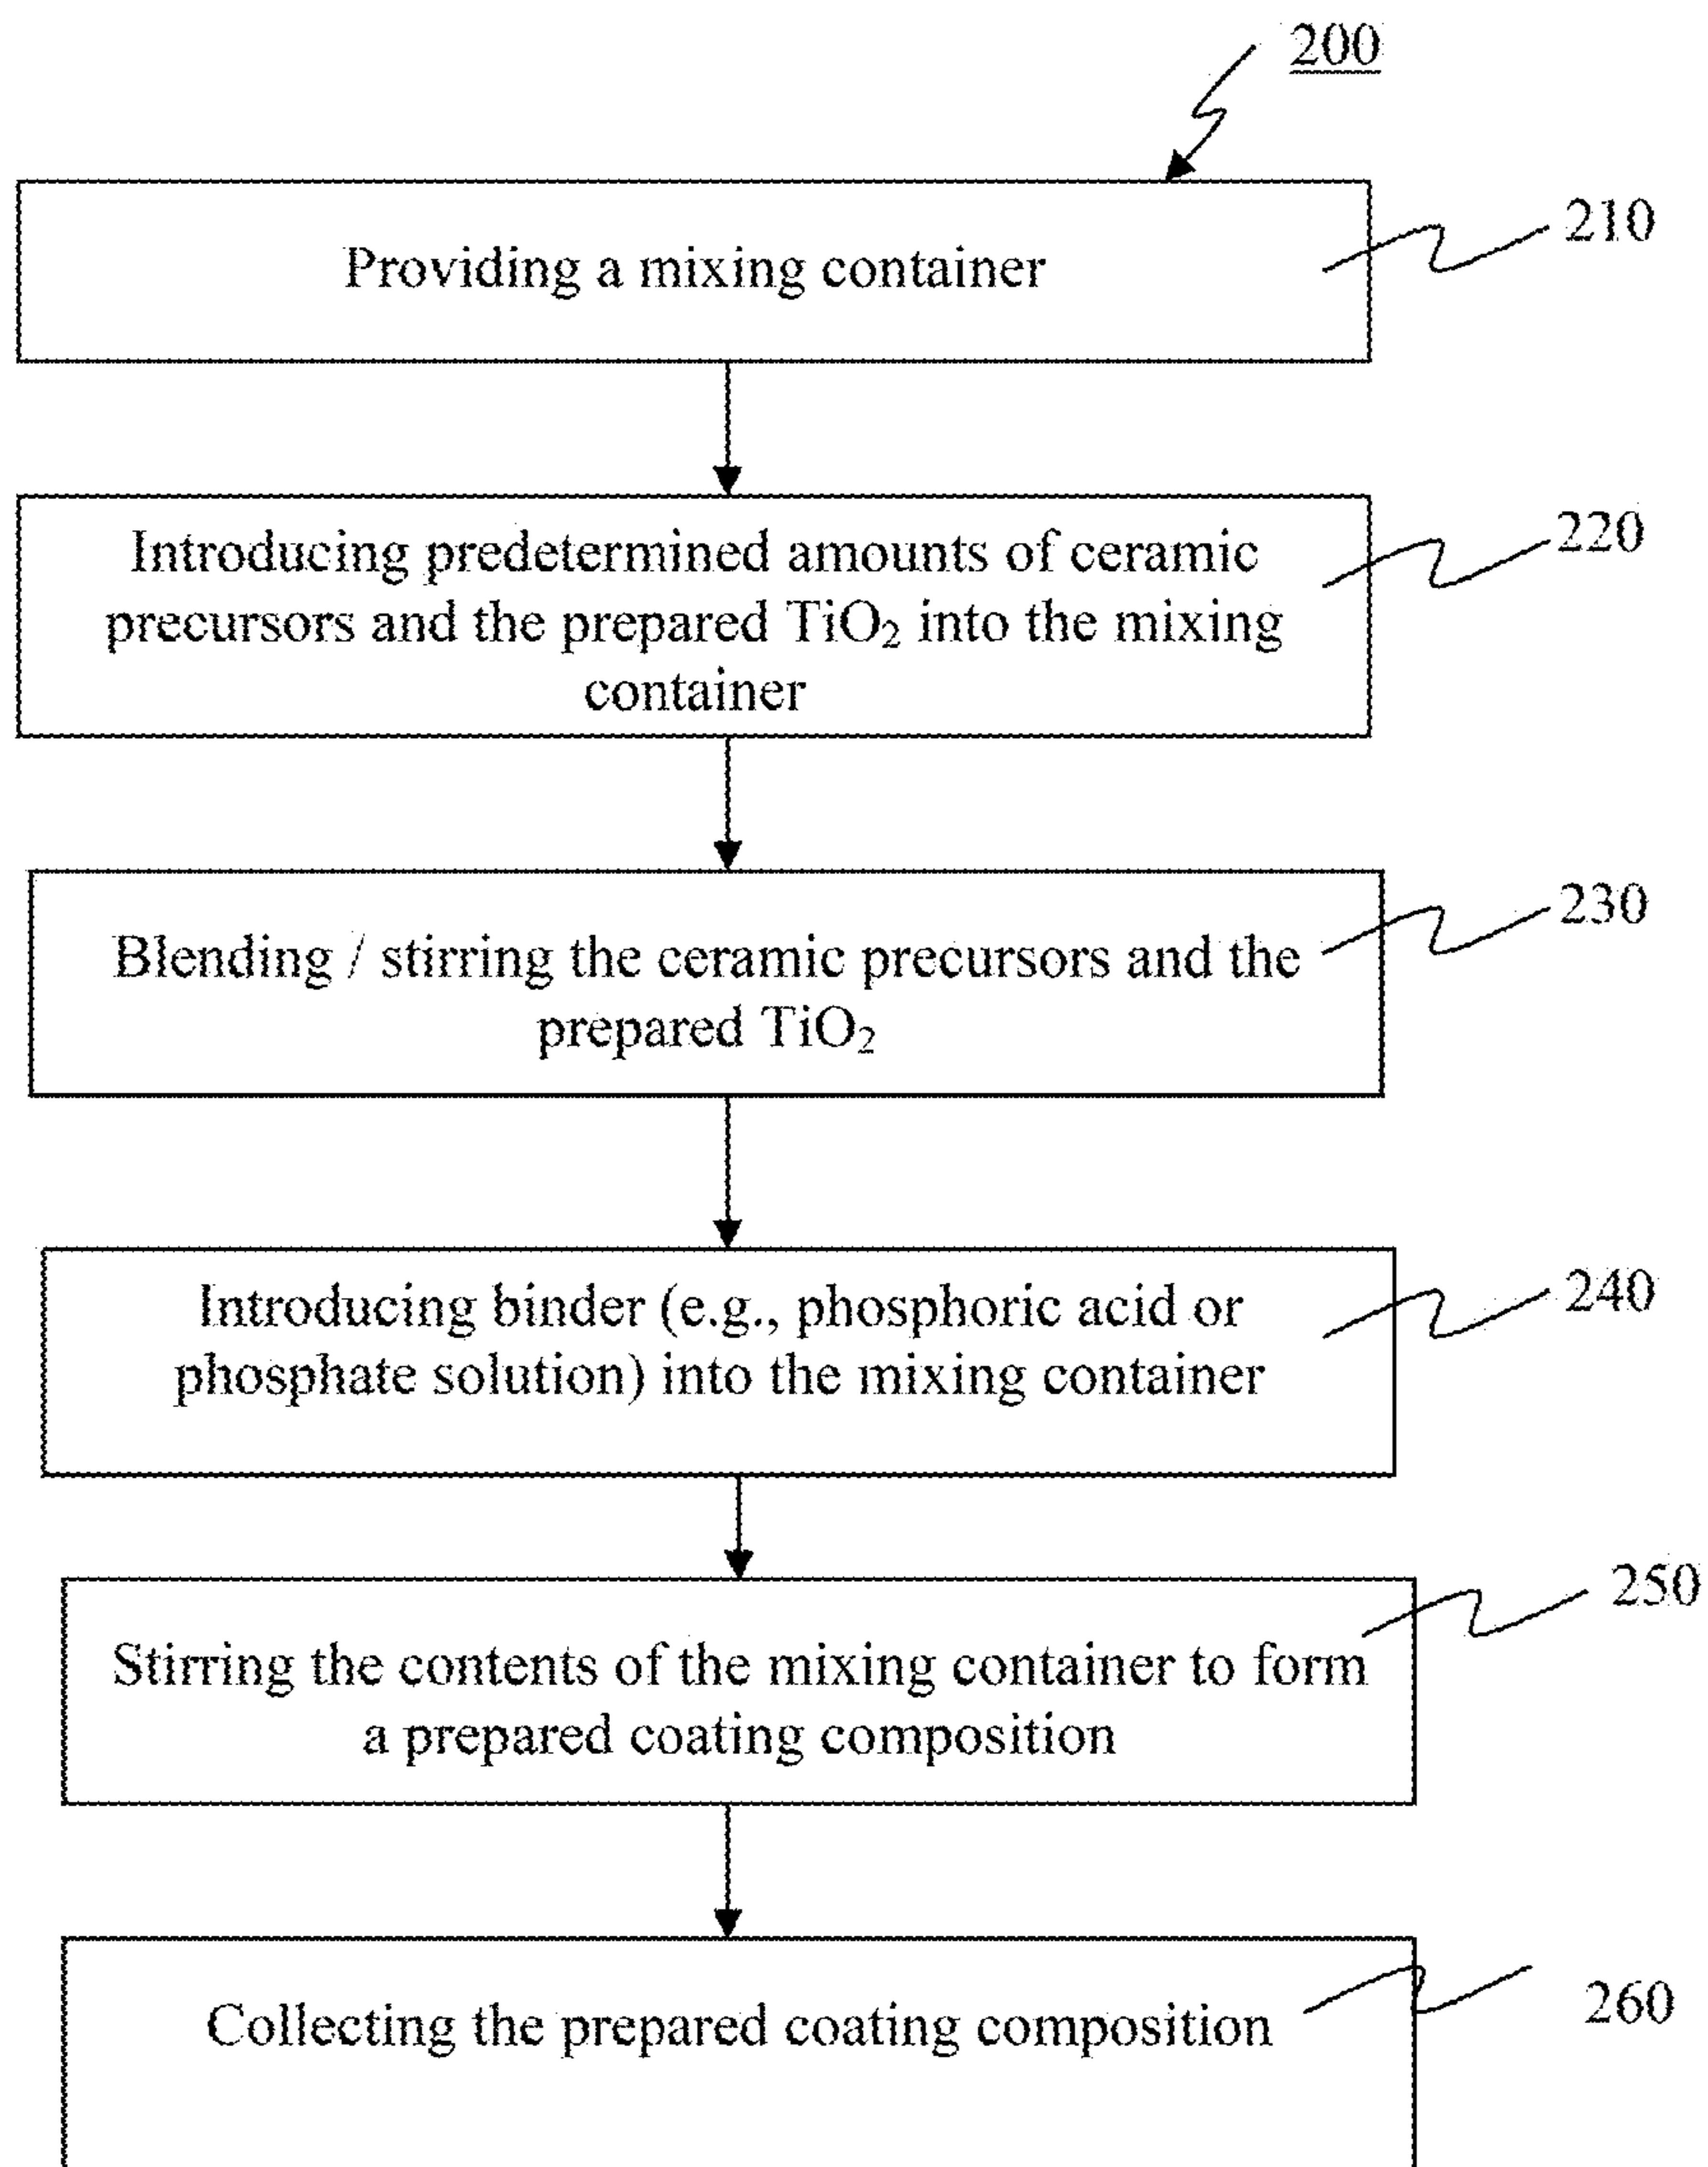 200
Providing a mixing container
210
Introducing predetermined amounts of ceramic
precursors and the prepared TiO₂ into the mixing
container
220
Blending / stirring the ceramic precursors and the
prepared TiO₂
230
Introducing binder (e.g., phosphoric acid or
phosphate solution) into the mixing container
240
Stirring the contents of the mixing container to form
a prepared coating composition
250
Collecting the prepared coating composition
260